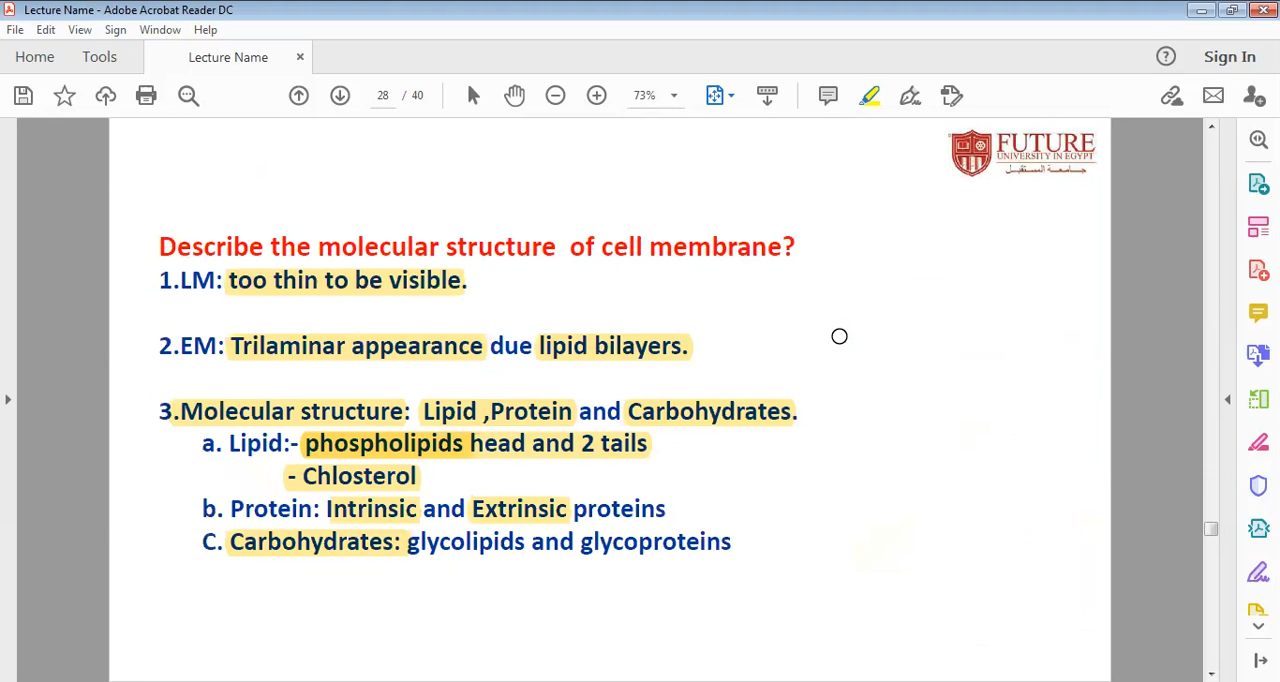 Lecture Name - Adobe Acrobat Reader DC
File Edit View Sign Window Help
Home Tools Lecture Name × Sign In
28 / 40 73%
FUTURE
UNIVERSITY IN EGYPT
جامعة المستقبل
Describe the molecular structure of cell membrane?
1.LM: too thin to be visible.
2.EM: Trilaminar appearance due lipid bilayers.
3.Molecular structure: Lipid ,Protein and Carbohydrates.
a. Lipid:- phospholipids head and 2 tails
- Chlosterol
b. Protein: Intrinsic and Extrinsic proteins
C. Carbohydrates: glycolipids and glycoproteins